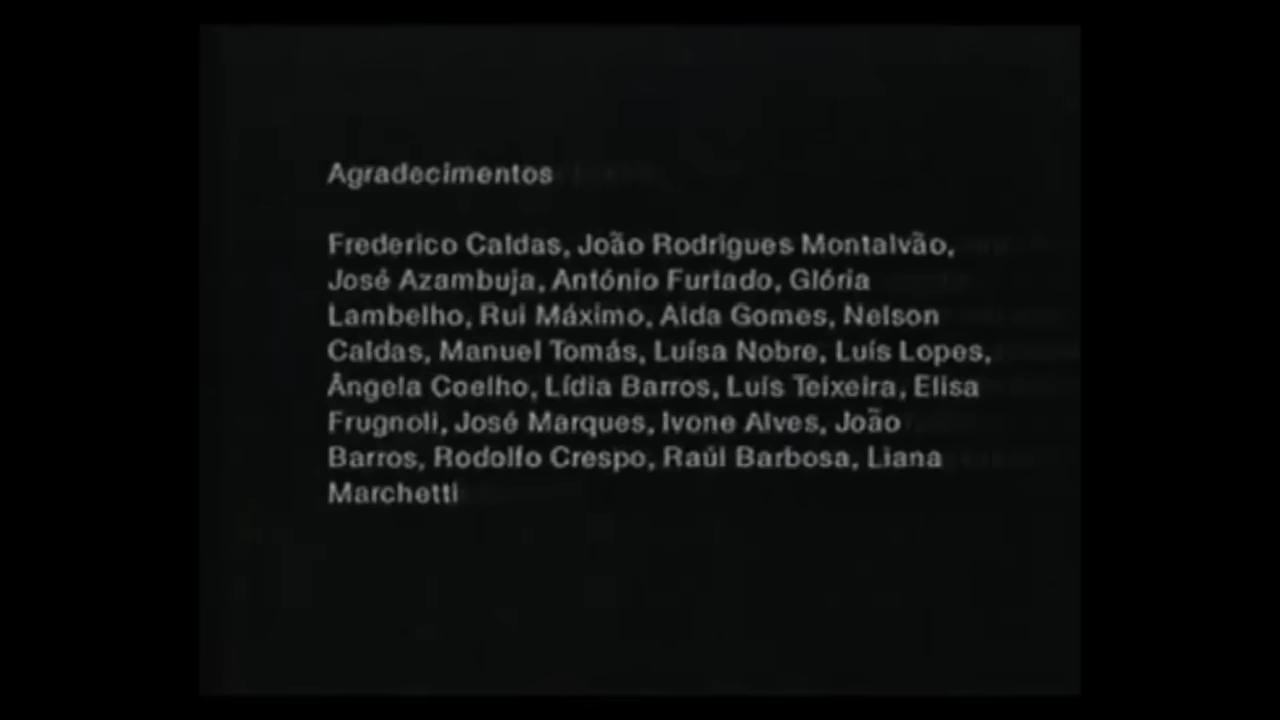 Agradecimentos
Frederico Caldas, João Rodrigues Montalvão,
José Azambuja, António Furtado, Glória
Lambelho, Rui Máximo, Alda Gomes, Nelson
Caldas, Manuel Tomás, Luísa Nobre, Luís Lopes,
Ângela Coelho, Lídia Barros, Luís Teixeira, Elisa
Frugnoli, José Marques, Ivone Alves, João
Barros, Rodolfo Crespo, Raúl Barbosa, Liana
Marchetti